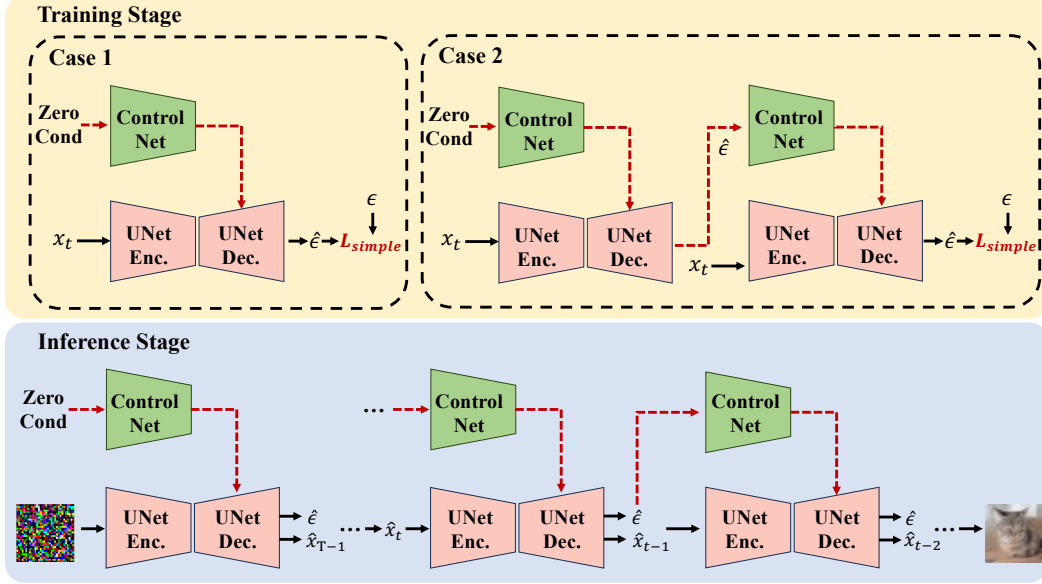 Training Stage
Case 1
Zero
Cond
Control
Net
x_t
UNet
Enc.
UNet
Dec.
ϵ̂
ϵ
L_simple
Case 2
Zero
Cond
Control
Net
x_t
UNet
Enc.
UNet
Dec.
ϵ̂
Control
Net
x_t
UNet
Enc.
UNet
Dec.
ϵ̂
ϵ
L_simple
Inference Stage
Zero
Cond
Control
Net
UNet
Enc.
UNet
Dec.
ϵ̂
x̂_{T−1}
...
...
x̂_t
Control
Net
UNet
Enc.
UNet
Dec.
ϵ̂
x̂_{t−1}
Control
Net
UNet
Enc.
UNet
Dec.
ϵ̂
x̂_{t−2}
...